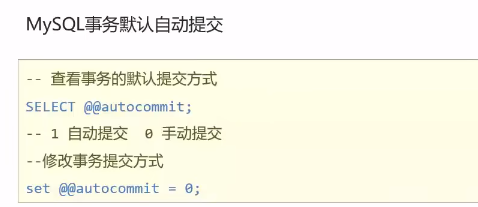 MySQL事务默认自动提交
-- 查看事务的默认提交方式
SELECT @@autocommit;
-- 1 自动提交  0 手动提交
--修改事务提交方式
set @@autocommit = 0;